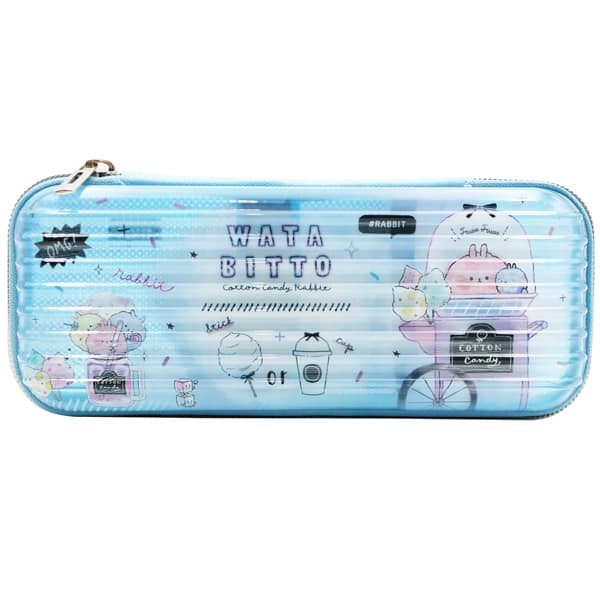 OMG!
rabbit
WATA
BITTO
Cotton Candy Rabbit
stick
or
cup
#RABBIT
COTTON
Candy